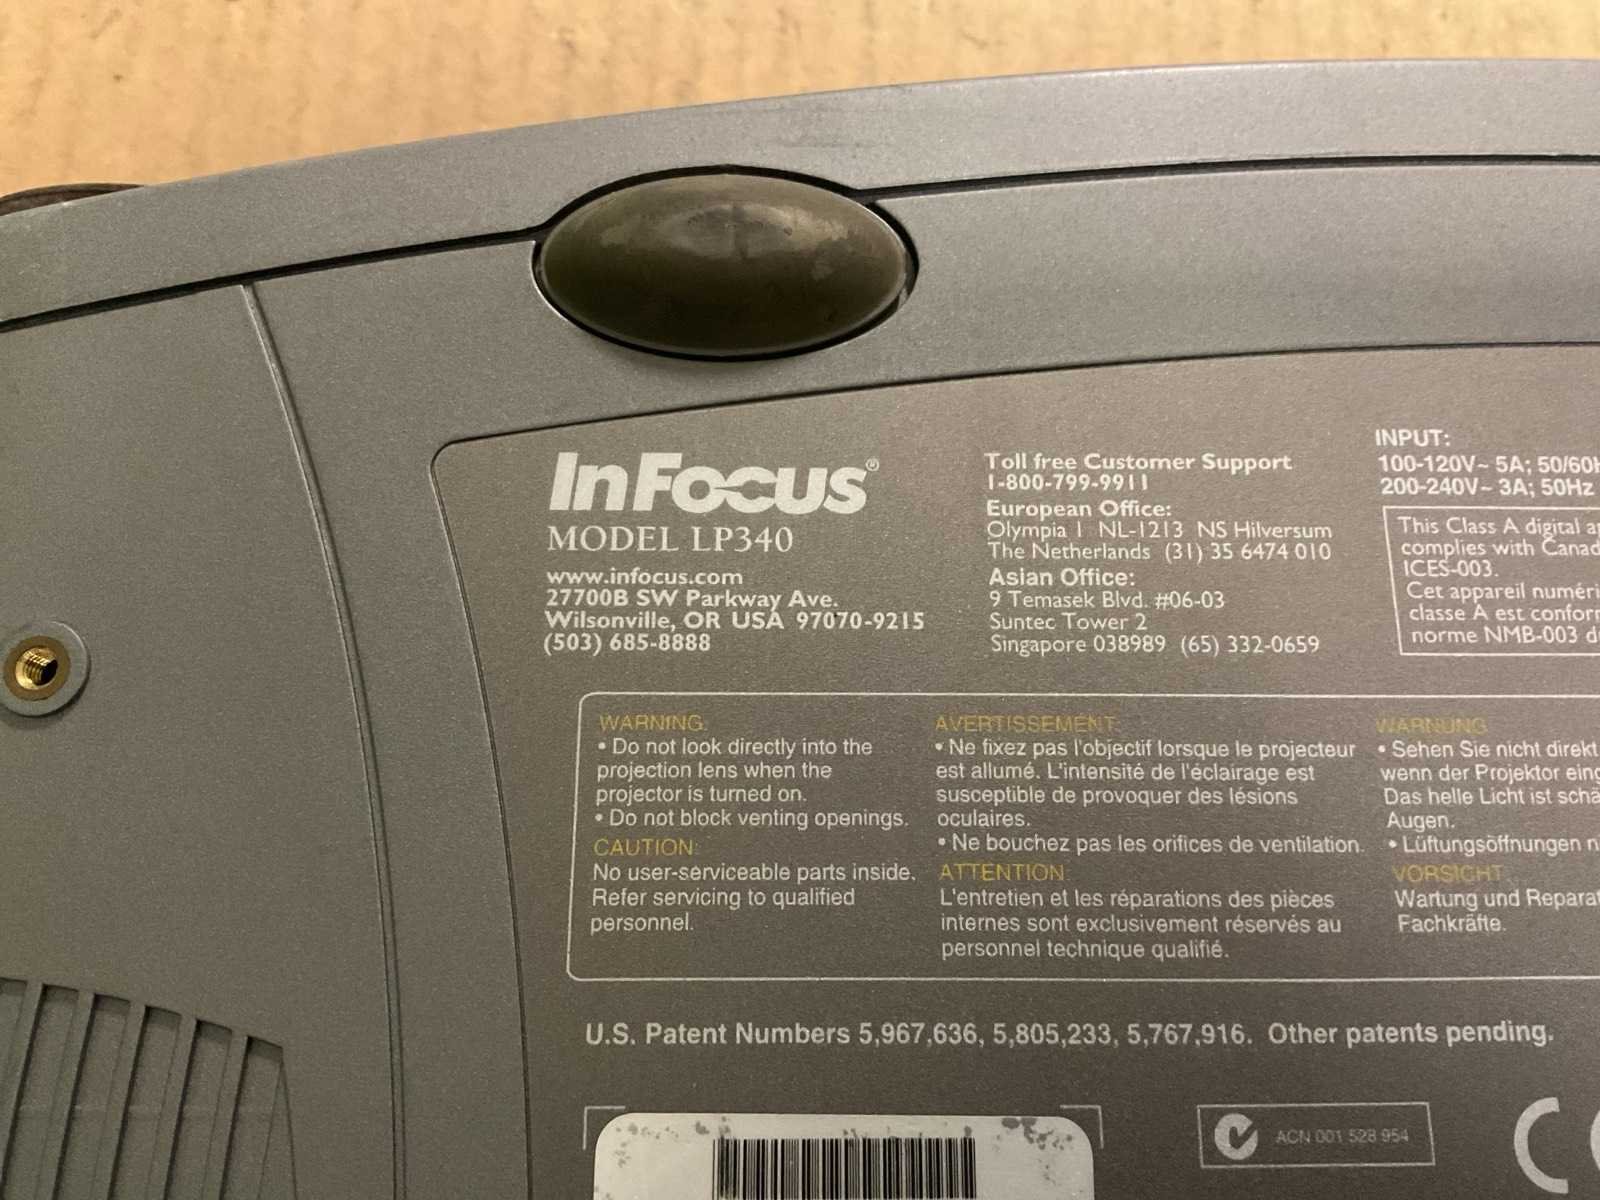 InFocus®
MODEL LP340
www.infocus.com
27700B SW Parkway Ave.
Wilsonville, OR USA 97070-9215
(503) 685-8888
Toll free Customer Support
1-800-799-9911
European Office:
Olympia 1 NL-1213 NS Hilversum
The Netherlands (31) 35 6474 010
Asian Office:
9 Temasek Blvd. #06-03
Suntec Tower 2
Singapore 038989 (65) 332-0659
INPUT:
100-120V~ 5A; 50/60H
200-240V~ 3A; 50Hz
This Class A digital
complies with
ICES-003.
Cet appareil
classe A est
norme NMB-003
WARNING:
• Do not look directly into the
projection lens when the
projector is turned on.
• Do not block venting openings.
CAUTION:
No user-serviceable parts inside.
Refer servicing to qualified
personnel.
AVERTISSEMENT:
• Ne fixez pas l'objectif lorsque le projecteur
est allumé. L'intensité de l'éclairage est
susceptible de provoquer des lésions
oculaires.
• Ne bouchez pas les orifices de ventilation.
ATTENTION:
L'entretien et les réparations des pièces
internes sont exclusivement réservés au
personnel technique qualifié.
WARNUNG
• Sehen Sie nicht direkt
wenn der Projektor
Das helle Licht ist
Augen.
• Lüftungsöffnungen
VORSICHT
Wartung und
Fachkräfte.
U.S. Patent Numbers 5,967,636, 5,805,233, 5,767,916. Other patents pending.
ACN 001 528 954